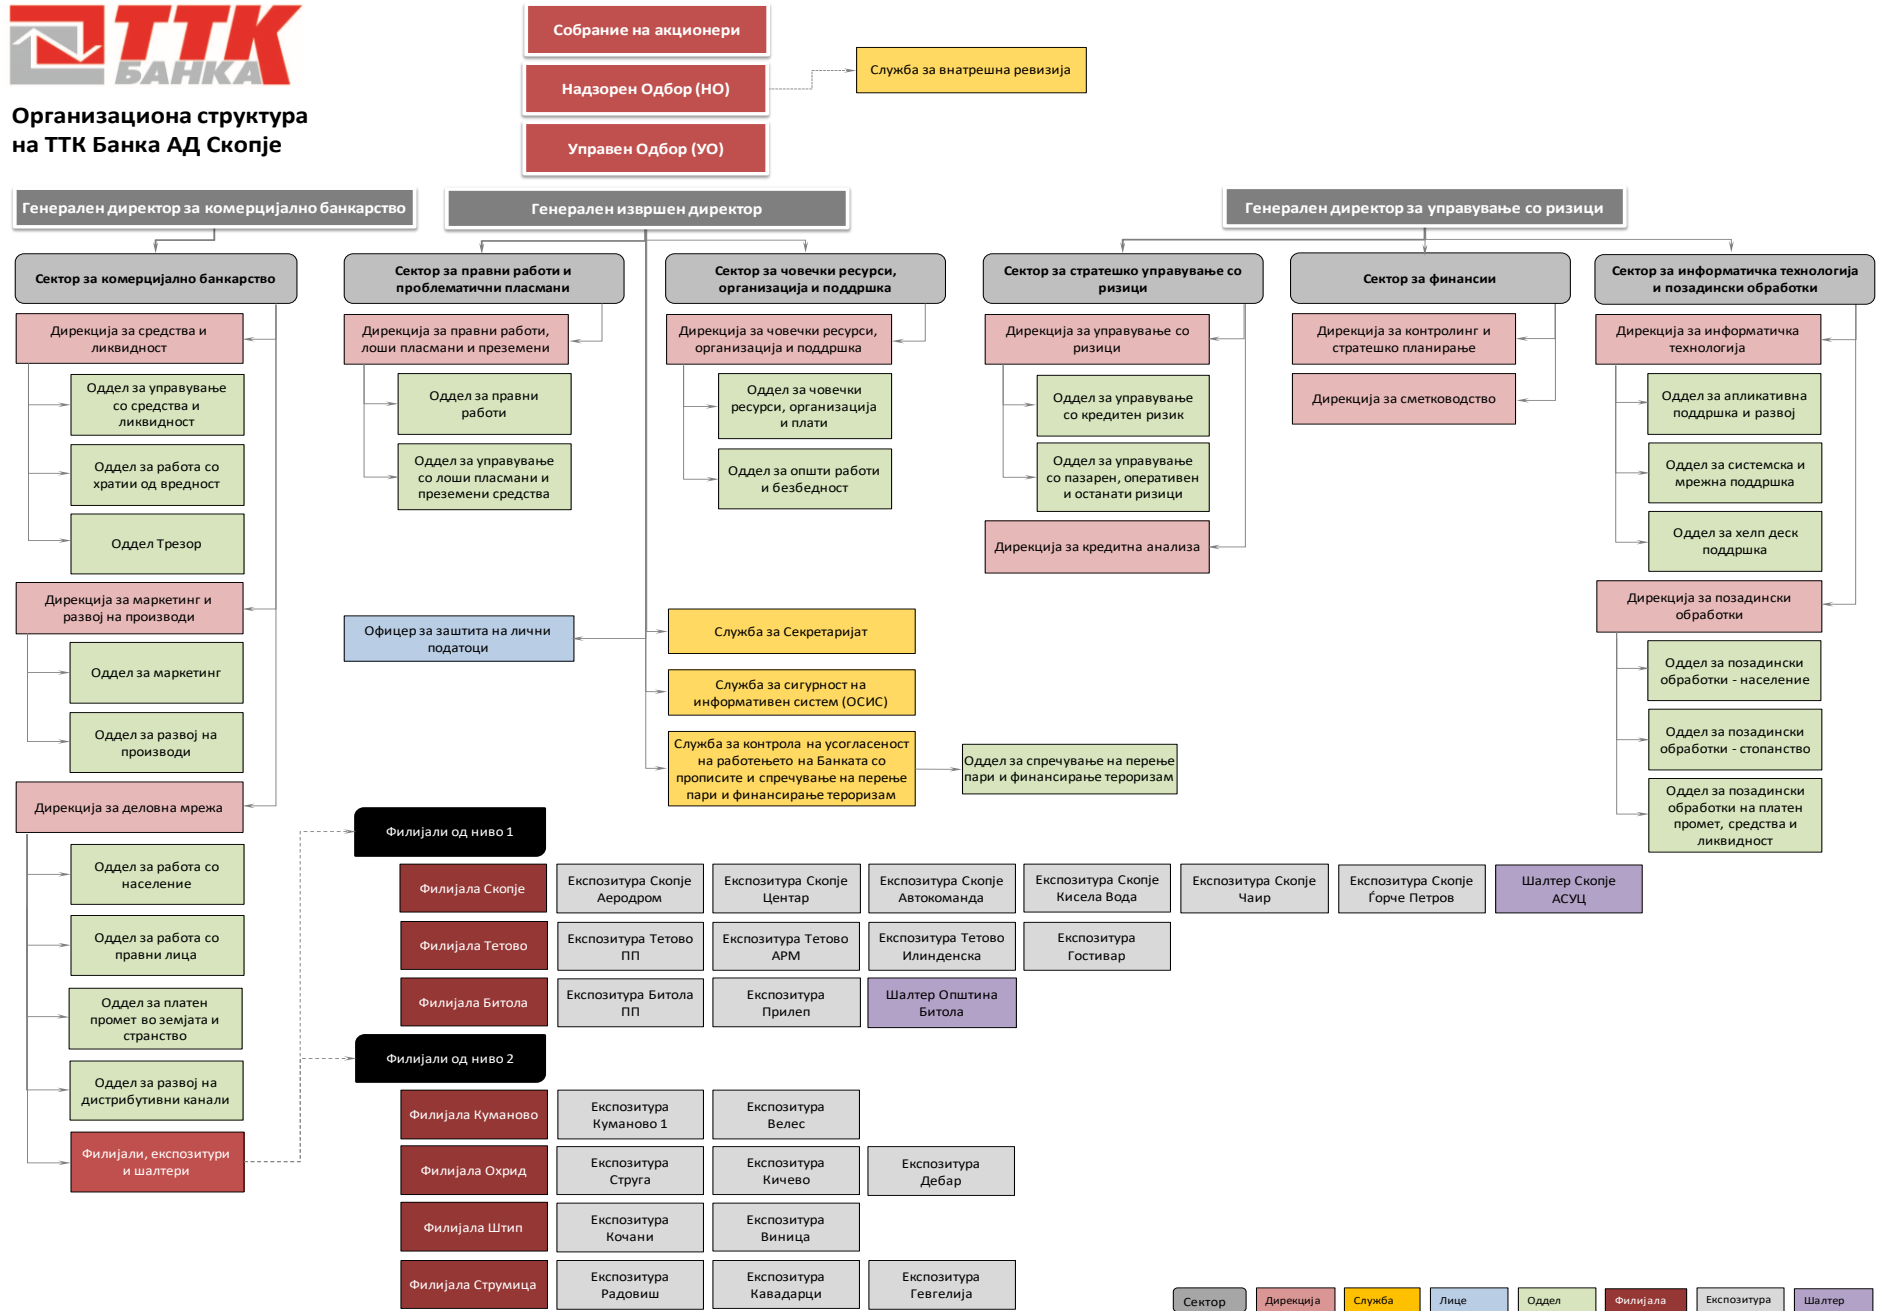 ТТК
БАНКА
Организациона структура
на ТТК Банка АД Скопје
Собрание на акционери
Надзорен Одбор (НО)
Управен Одбор (УО)
Служба за внатрешна ревизија
Генерален директор за комерцијално банкарство
Генерален извршен директор
Генерален директор за управување со ризици
Сектор за комерцијално банкарство
Дирекција за средства и
ликвидност
Оддел за управување
со средства и
ликвидност
Оддел за работа со
хратии од вредност
Оддел Трезор
Дирекција за маркетинг и
развој на производи
Оддел за маркетинг
Оддел за развој на
производи
Дирекција за деловна мрежа
Оддел за работа со
население
Оддел за работа со
правни лица
Оддел за платен
промет во земјата и
странство
Оддел за развој на
дистрибутивни канали
Филијали, експозитури
и шалтери
Сектор за правни работи и
проблематични пласмани
Дирекција за правни работи,
лоши пласмани и преземени
Оддел за правни
работи
Оддел за управување
со лоши пласмани и
преземени средства
Сектор за човечки ресурси,
организација и поддршка
Дирекција за човечки ресурси,
организација и поддршка
Оддел за човечки
ресурси, организација
и плати
Оддел за општи работи
и безбедност
Офицер за заштита на лични
податоци
Служба за Секретаријат
Служба за сигурност на
информативен систем (ОСИС)
Служба за контрола на усогласеност
на работењето на Банката со
прописите и спречување на перење
пари и финансирање тероризам
Оддел за спречување на перење
пари и финансирање тероризам
Сектор за стратешко управување со
ризици
Дирекција за управување со
ризици
Оддел за управување
со кредитен ризик
Оддел за управување
со пазарен, оперативен
и останати ризици
Дирекција за кредитна анализа
Сектор за финансии
Дирекција за контролинг и
стратешко планирање
Дирекција за сметководство
Сектор за информатичка технологија
и позадински обработки
Дирекција за информатичка
технологија
Оддел за апликативна
поддршка и развој
Оддел за системска и
мрежна поддршка
Оддел за хелп деск
поддршка
Дирекција за позадински
обработки
Оддел за позадински
обработки - население
Оддел за позадински
обработки - стопанство
Оддел за позадински
обработки на платен
промет, средства и
ликвидност
Филијали од ниво 1
Филијала Скопје
Експозитура Скопје
Аеродром
Експозитура Скопје
Центар
Експозитура Скопје
Автокоманда
Експозитура Скопје
Кисела Вода
Експозитура Скопје
Чаир
Експозитура Скопје
Ѓорче Петров
Шалтер Скопје
АСУЦ
Филијала Тетово
Експозитура Тетово
ПП
Експозитура Тетово
АРМ
Експозитура Тетово
Илинденска
Експозитура
Гостивар
Филијала Битола
Експозитура Битола
ПП
Експозитура
Прилеп
Шалтер Општина
Битола
Филијали од ниво 2
Филијала Куманово
Експозитура
Куманово 1
Експозитура
Велес
Филијала Охрид
Експозитура
Струга
Експозитура
Кичево
Експозитура
Дебар
Филијала Штип
Експозитура
Кочани
Експозитура
Виница
Филијала Струмица
Експозитура
Радовиш
Експозитура
Кавадарци
Експозитура
Гевгелија
Сектор
Дирекција
Служба
Лице
Оддел
Филијала
Експозитура
Шалтер